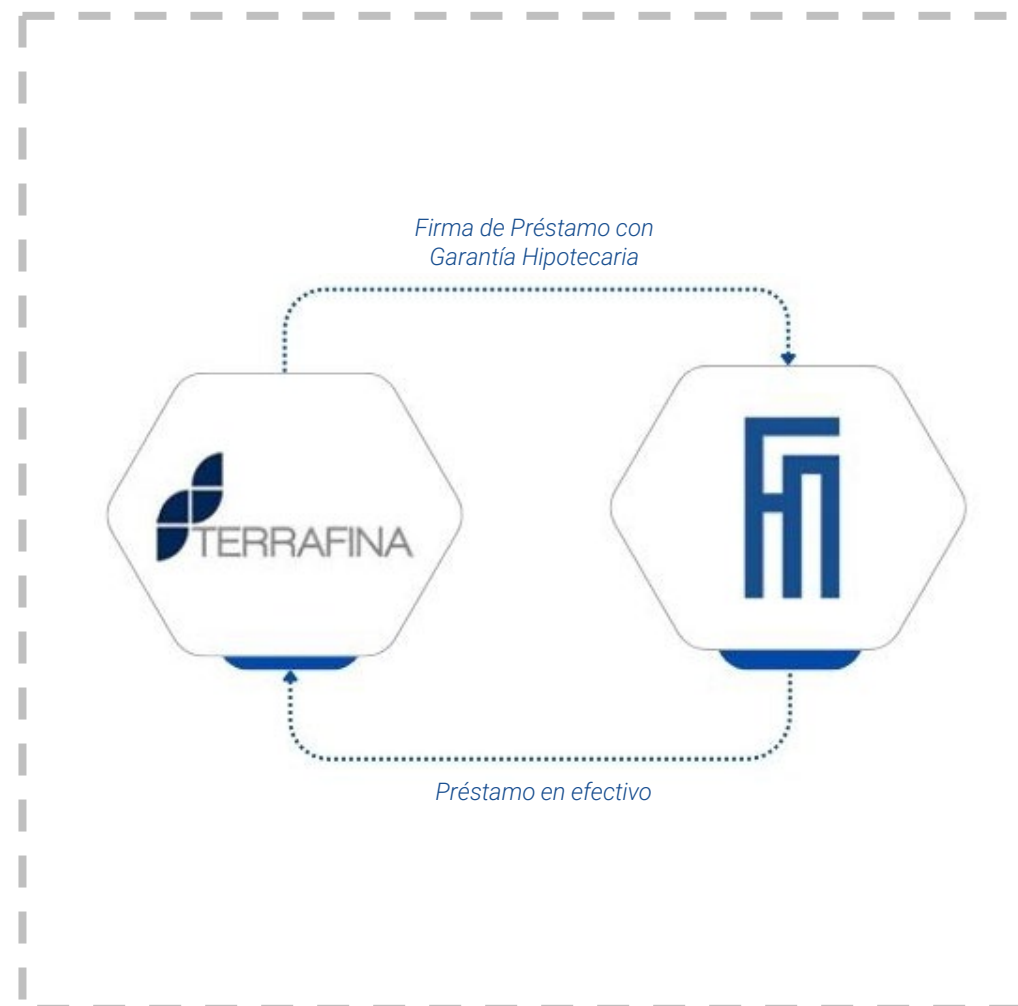 Firma de Préstamo con
Garantía Hipotecaria
TERRAFINA
Préstamo en efectivo